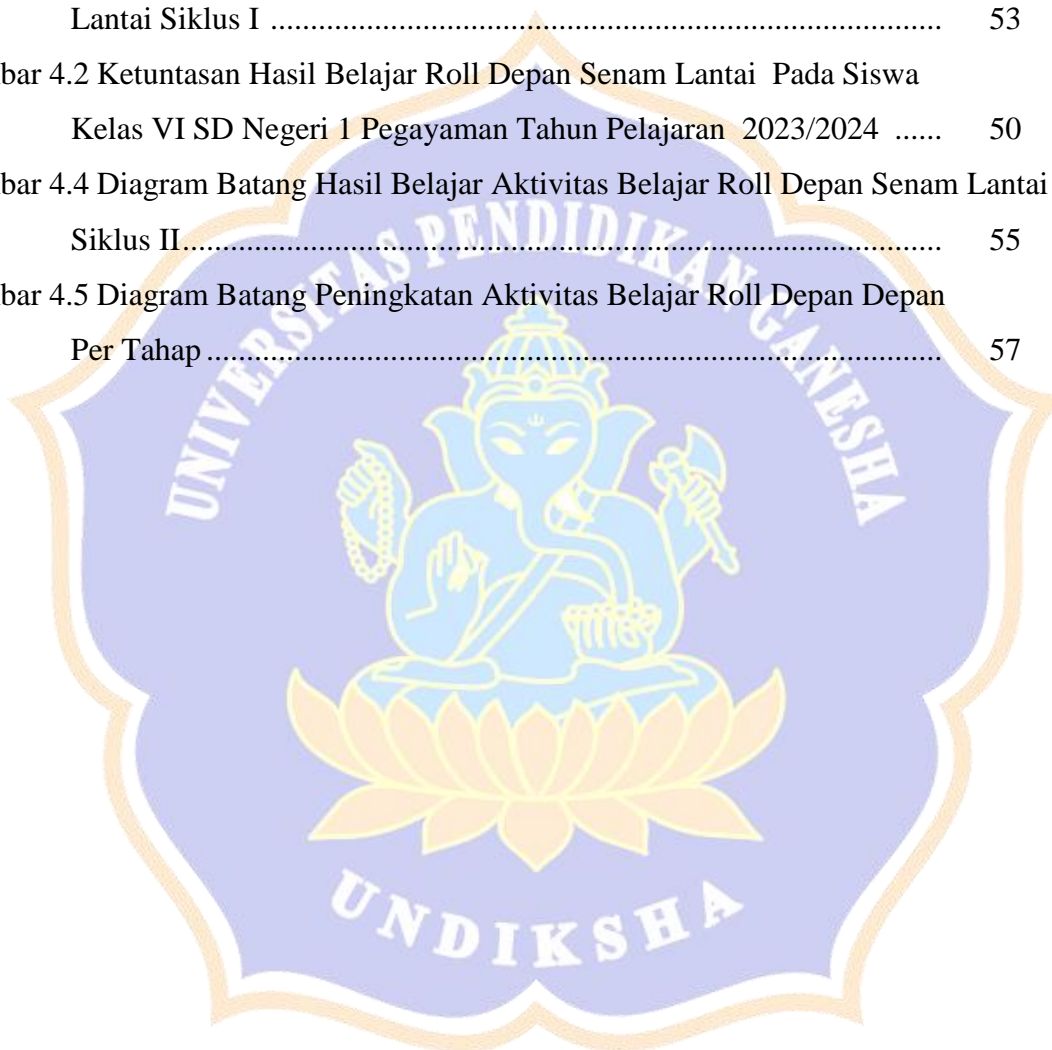 Lantai Siklus I .......................................................................................... 53
bar 4.2 Ketuntasan Hasil Belajar Roll Depan Senam Lantai  Pada Siswa
Kelas VI SD Negeri 1 Pegayaman Tahun Pelajaran  2023/2024 ...... 50
bar 4.4 Diagram Batang Hasil Belajar Aktivitas Belajar Roll Depan Senam Lantai
Siklus II...................................................................................................... 55
bar 4.5 Diagram Batang Peningkatan Aktivitas Belajar Roll Depan Depan
Per Tahap .................................................................................................. 57
UNIVERSITAS PENDIDIKAN GANESHA
UNDIKSHA